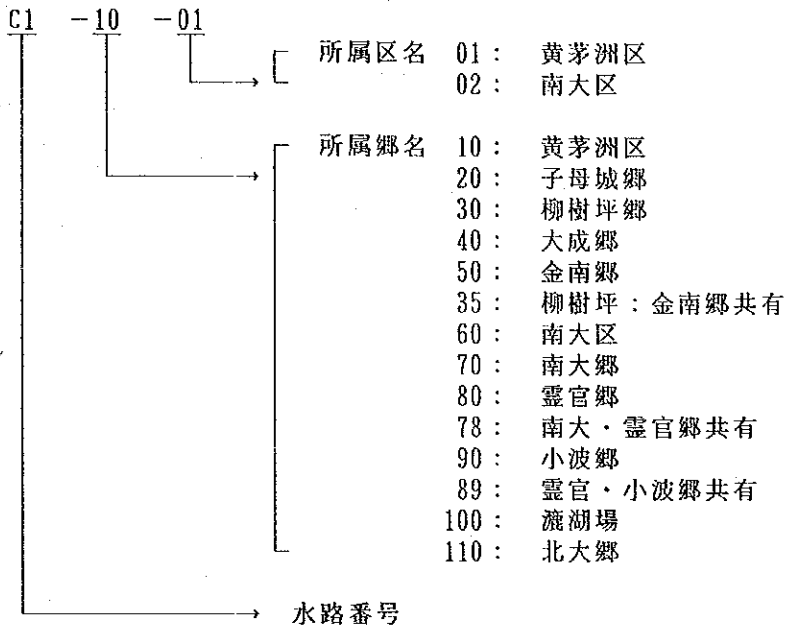 C1 -10 -01
所属区名 01: 黄茅洲区
02: 南大区
所属郷名 10: 黄茅洲区
20: 子母城郷
30: 柳樹坪郷
40: 大成郷
50: 金南郷
35: 柳樹坪:金南郷共有
60: 南大区
70: 南大郷
80: 霊官郷
78: 南大・霊官郷共有
90: 小波郷
89: 霊官・小波郷共有
100: 漉湖場
110: 北大郷
水路番号